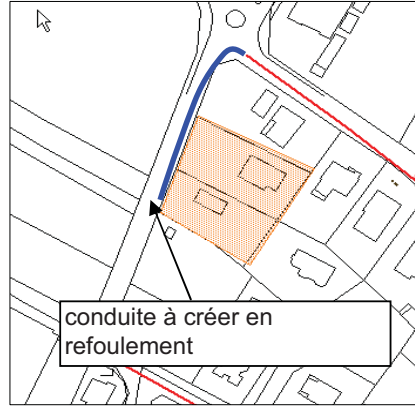 conduite à créer en
refoulement